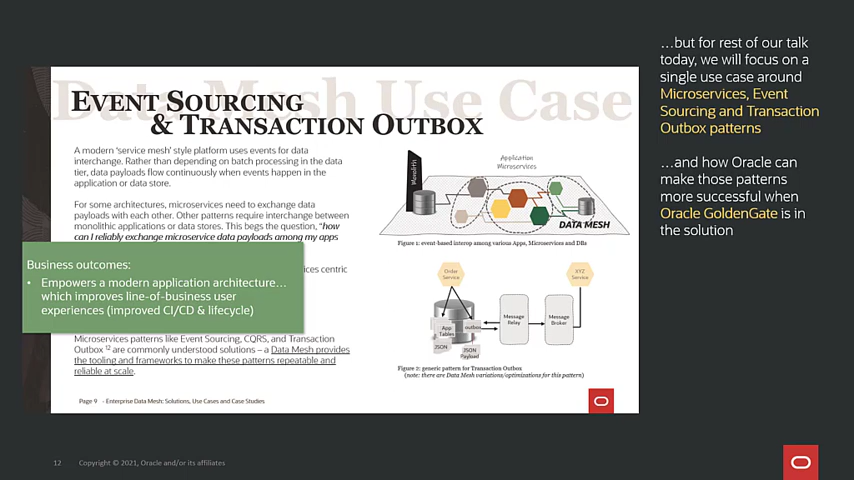 Data Mesh Use Case
EVENT SOURCING
& TRANSACTION OUTBOX
A modern 'service mesh' style platform uses events for data
interchange. Rather than depending on batch processing in the data
tier, data payloads flow continuously when events happen in the
application or data store.
For some architectures, microservices need to exchange data
payloads with each other. Other patterns require interchange between
monolithic applications or data stores. This begs the question, "how
can I reliably exchange microservice data payloads among my apps
ices centric
Business outcomes:
• Empowers a modern application architecture…
which improves line-of-business user
experiences (improved CI/CD & lifecycle)
Microservices patterns like Event Sourcing, CQRS, and Transaction
Outbox 12 are commonly understood solutions – a Data Mesh provides
the tooling and frameworks to make these patterns repeatable and
reliable at scale.
Page 9 - Enterprise Data Mesh: Solutions, Use Cases and Case Studies
Monolith
Application
Microservices
DATA MESH
Figure 1: event-based interop among various Apps, Microservices and DBs
Order
Service
XYZ
Service
App
Tables
outbox
JSON
JSON
Payload
Message
Relay
Message
Broker
Figure 2: generic pattern for Transaction Outbox
(note: there are Data Mesh variations/optimizations for this pattern)
…but for rest of our talk
today, we will focus on a
single use case around
Microservices, Event
Sourcing and Transaction
Outbox patterns
…and how Oracle can
make those patterns
more successful when
Oracle GoldenGate is in
the solution
12 Copyright © 2021, Oracle and/or its affiliates